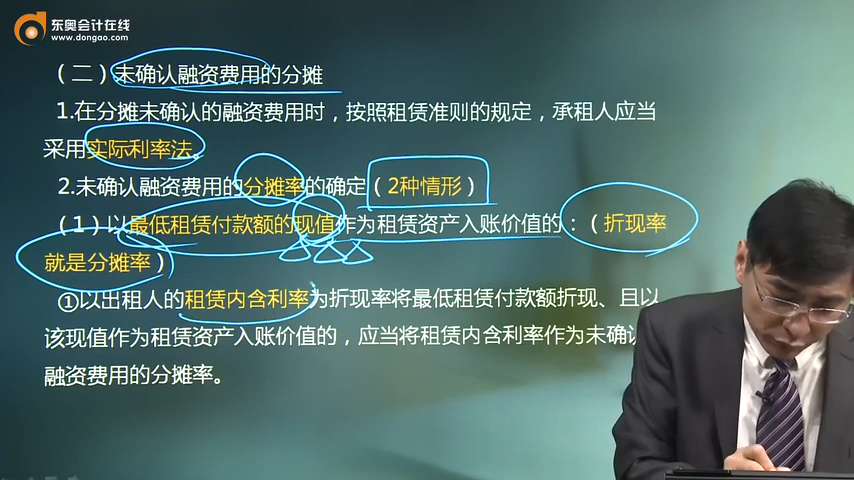 东奥会计在线
www.dongao.com
（二）未确认融资费用的分摊
1.在分摊未确认的融资费用时，按照租赁准则的规定，承租人应当
采用实际利率法。
2.未确认融资费用的分摊率的确定（2种情形）
（1）以最低租赁付款额的现值作为租赁资产入账价值的：（折现率
就是分摊率）
①以出租人的租赁内含利率为折现率将最低租赁付款额折现、且以
该现值作为租赁资产入账价值的，应当将租赁内含利率作为未确认
融资费用的分摊率。